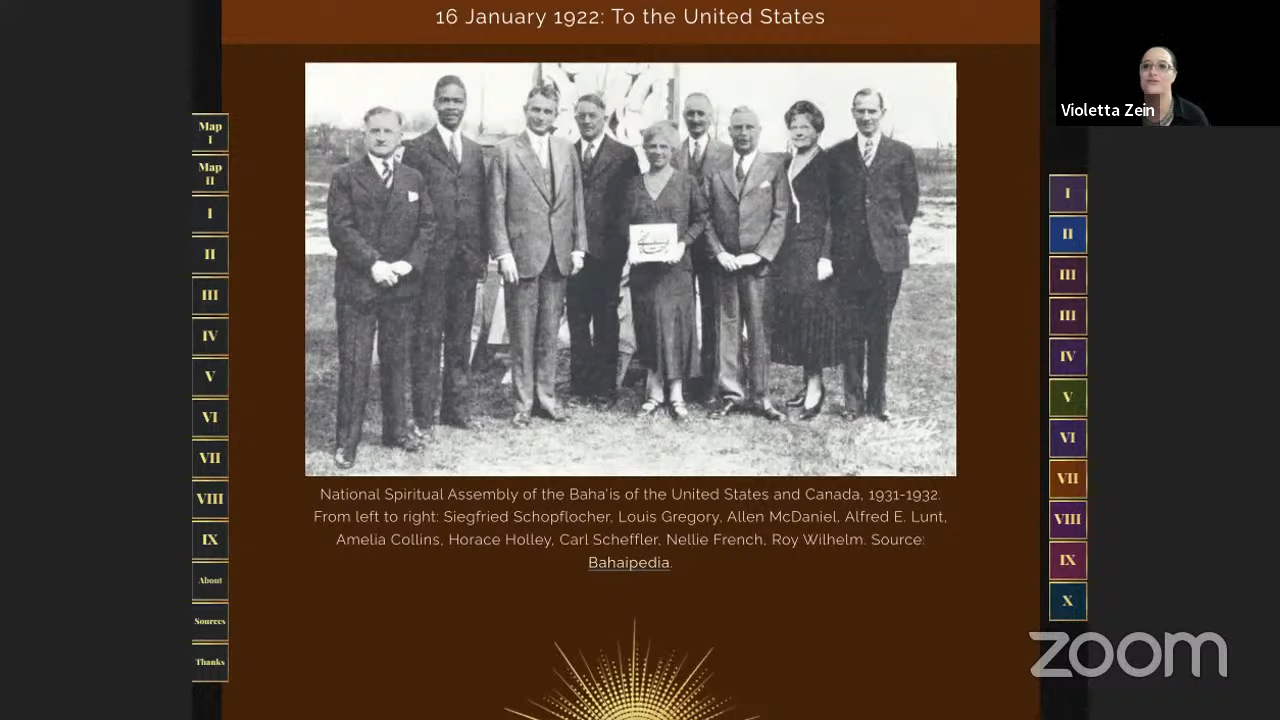 16 January 1922: To the United States
Violetta Zein
Map
I
Map
II
I
II
III
IV
V
VI
VII
VIII
IX
About
Sources
Thanks
National Spiritual Assembly of the Baha'is of the United States and Canada, 1931-1932.
From left to right: Siegfried Schopflocher, Louis Gregory, Allen McDaniel, Alfred E. Lunt,
Amelia Collins, Horace Holley, Carl Scheffler, Nellie French, Roy Wilhelm. Source:
Bahaipedia.
I
II
III
III
IV
V
VI
VII
VIII
IX
X
zoom